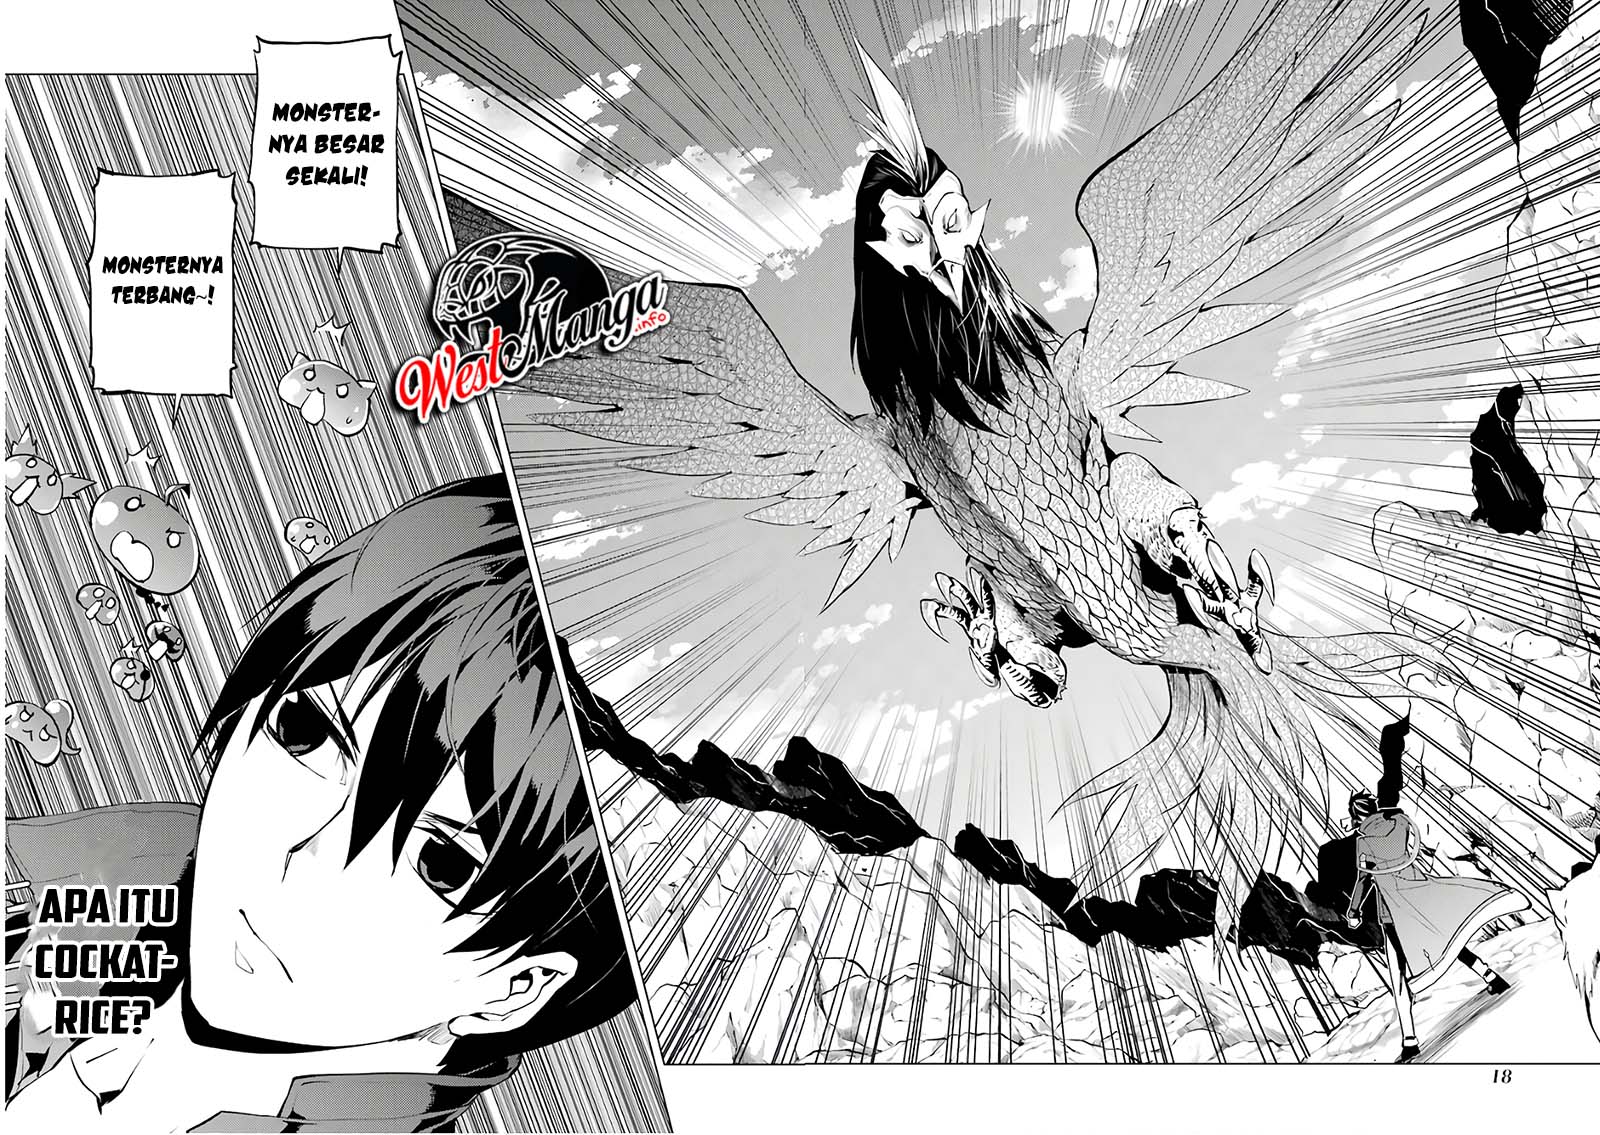 MONSTER-
NYA BESAR
SEKALI!
MONSTERNYA
TERBANG~!
WestManga
.info
APA ITU
COCKAT-
RICE?
18